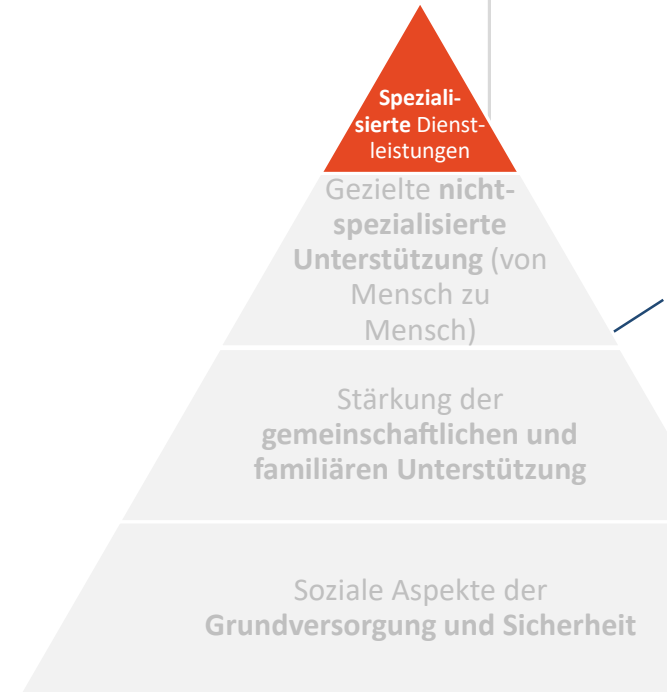 Speziali-
sierte Dienst-
leistungen
Gezielte nicht-
spezialisierte
Unterstützung (von
Mensch zu
Mensch)
Stärkung der
gemeinschaftlichen und
familiären Unterstützung
Soziale Aspekte der
Grundversorgung und Sicherheit